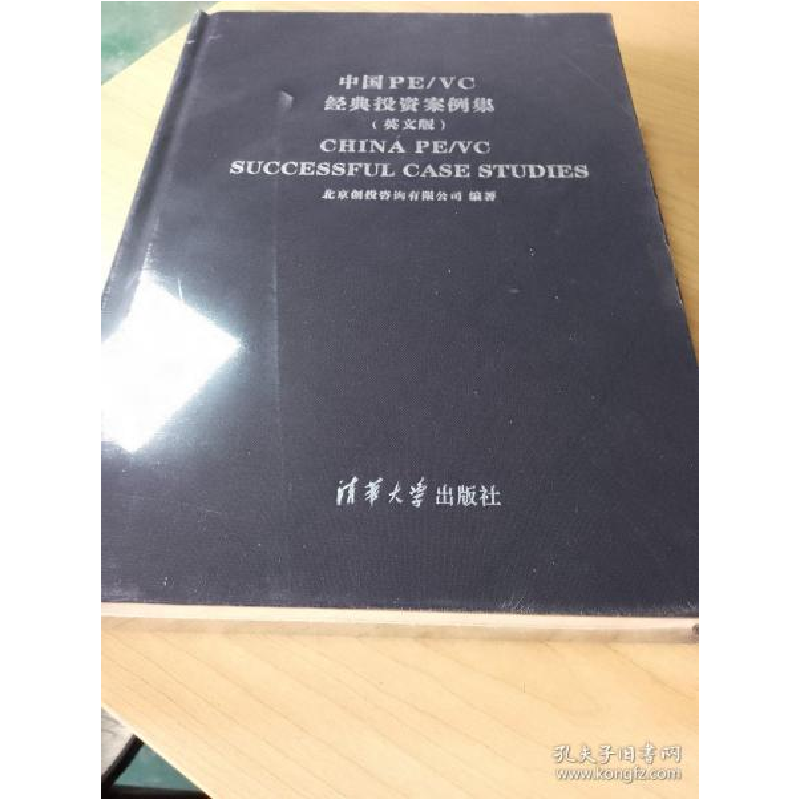 中国PE/VC
经典投资案例集
（英文版）
CHINA PE/VC
SUCCESSFUL CASE STUDIES
北京创投咨询有限公司 编著
清华大学出版社
孔夫子旧书网
www.kongfz.com